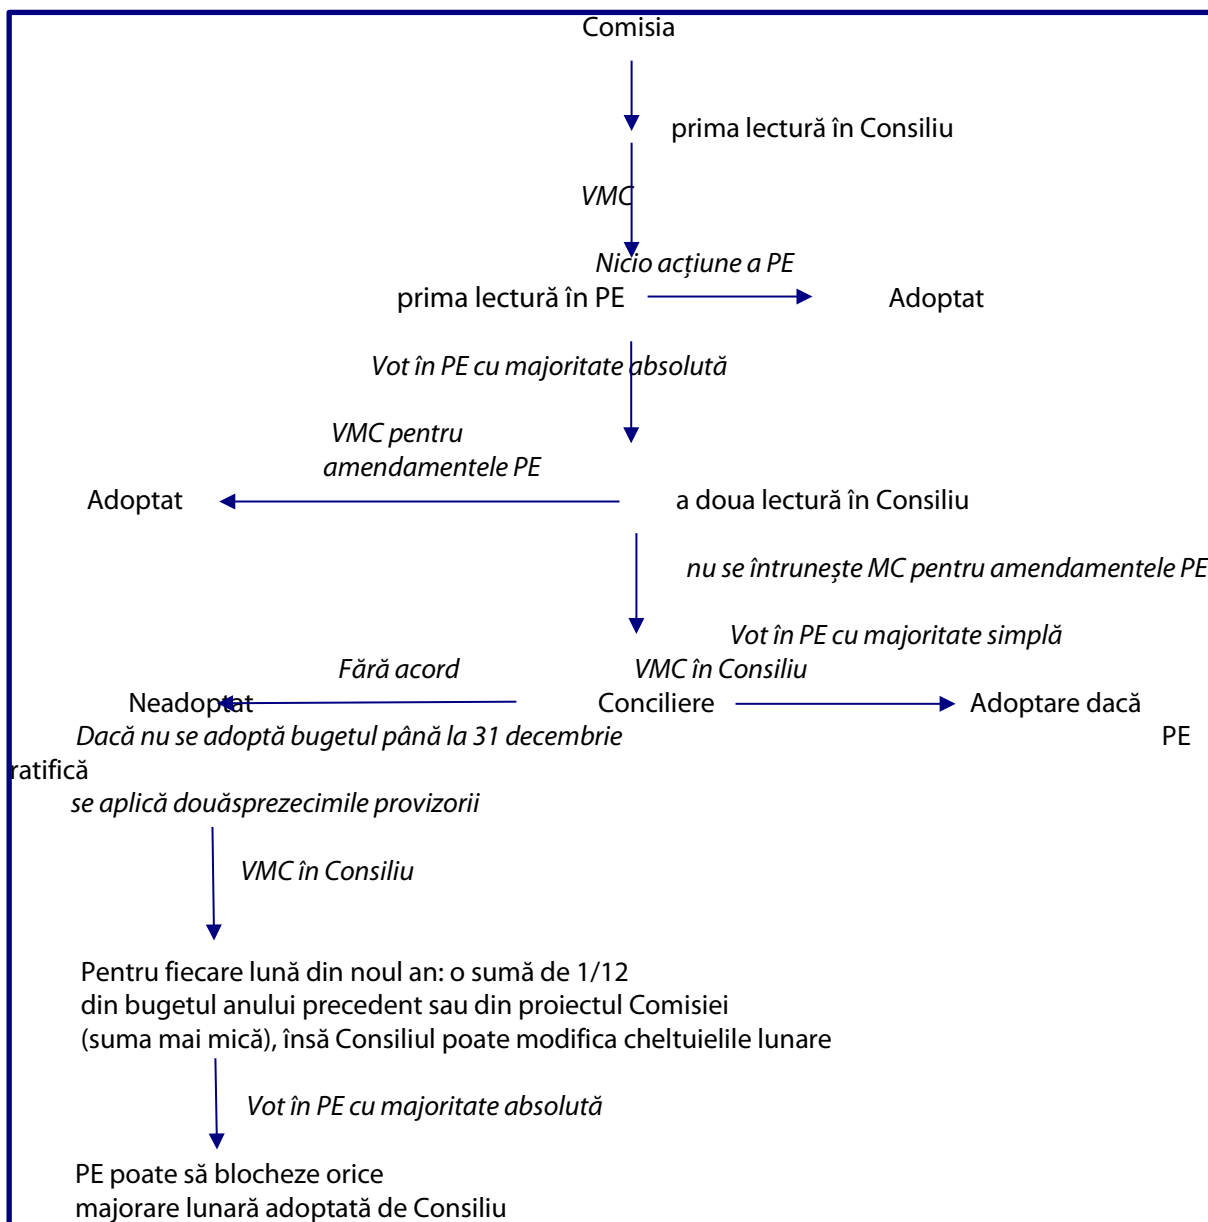 Comisia
prima lectură în Consiliu
VMC
Nicio acțiune a PE
prima lectură în PE
Adoptat
Vot în PE cu majoritate absolută
VMC pentru
amendamentele PE
Adoptat
a doua lectură în Consiliu
nu se întrunește MC pentru amendamentele PE
Vot în PE cu majoritate simplă
Fără acord
VMC în Consiliu
Neadoptat
Conciliere
Adoptare dacă
Dacă nu se adoptă bugetul până la 31 decembrie
PE
ratifică
se aplică douăsprezecimile provizorii
VMC în Consiliu
Pentru fiecare lună din noul an: o sumă de 1/12
din bugetul anului precedent sau din proiectul Comisiei
(suma mai mică), însă Consiliul poate modifica cheltuielile lunare
Vot în PE cu majoritate absolută
PE poate să blocheze orice
majorare lunară adoptată de Consiliu